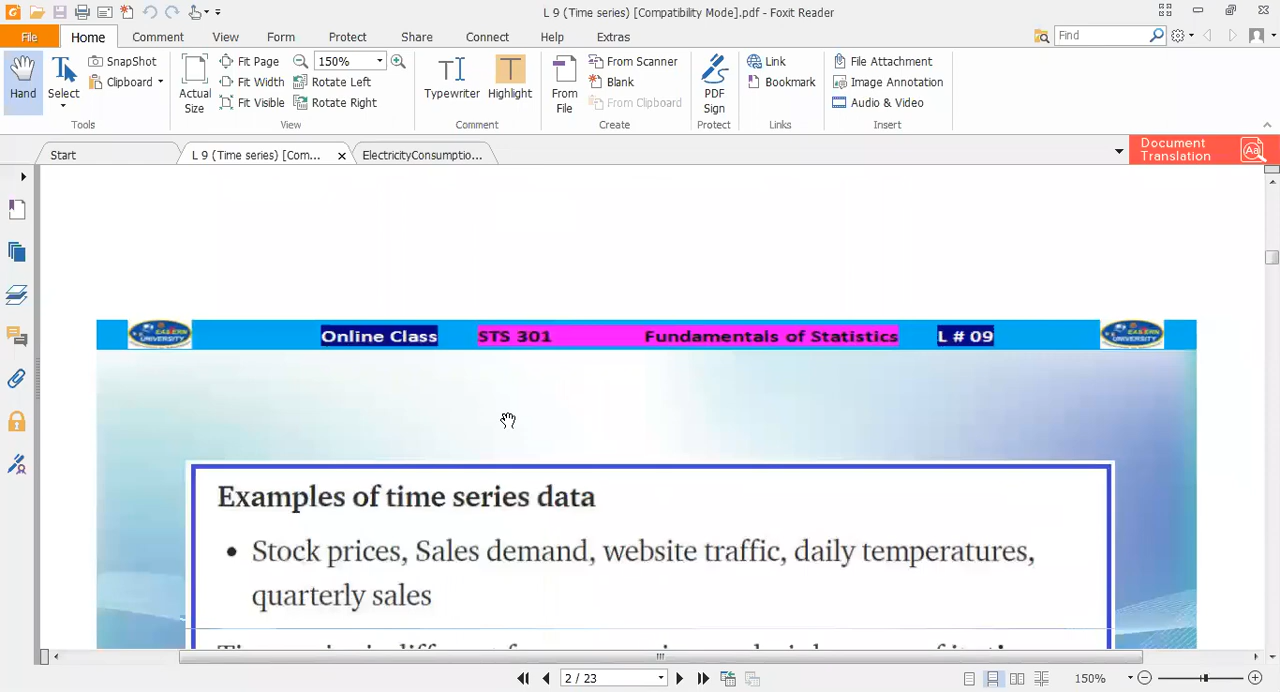 L 9 (Time series) [Compatibility Mode].pdf - Foxit Reader
File Home Comment View Form Protect Share Connect Help Extras Find
Hand Select SnapShot Clipboard Actual Size Fit Page Fit Width Fit Visible 150% Rotate Left Rotate Right Typewriter Highlight From File From Scanner Blank From Clipboard PDF Sign Link Bookmark File Attachment Image Annotation Audio & Video
Tools View Comment Create Protect Links Insert
Start L 9 (Time series) [Com... ElectricityConsumptio... Document Translation
EASTERN UNIVERSITY Online Class STS 301 Fundamentals of Statistics L # 09 EASTERN UNIVERSITY
Examples of time series data
• Stock prices, Sales demand, website traffic, daily temperatures,
quarterly sales
2 / 23 150%